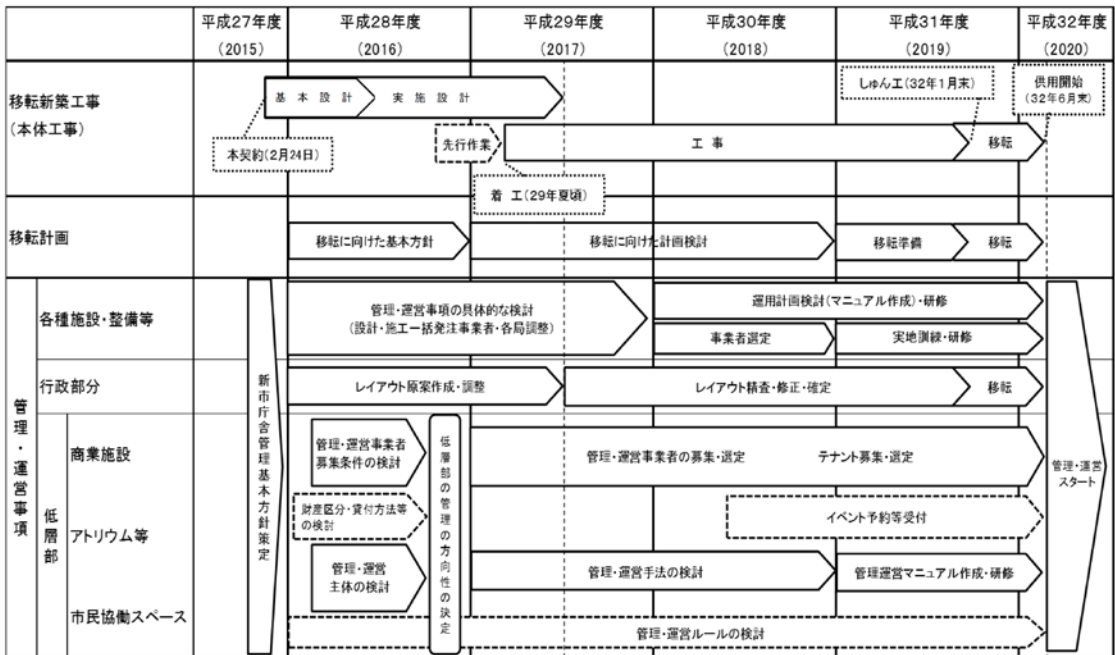 平成27年度
(2015)
平成28年度
(2016)
平成29年度
(2017)
平成30年度
(2018)
平成31年度
(2019)
平成32年度
(2020)
移転新築工事
(本体工事)
基本設計
実施設計
しゅん工(32年1月末)
供用開始
(32年6月末)
本契約(2月24日)
先行作業
工事
移転
着 工(29年夏頃)
移転計画
移転に向けた基本方針
移転に向けた計画検討
移転準備
移転
管理・運営事項
各種施設・整備等
新市庁舎管理基本方針策定
管理・運営事項の具体的な検討
(設計・施工一括発注事業者・各局調整)
運用計画検討(マニュアル作成)・研修
事業者選定
実地訓練・研修
行政部分
レイアウト原案作成・調整
レイアウト精査・修正・確定
移転
低層部
商業施設
管理・運営事業者
募集条件の検討
低層部の管理の方向性の決定
管理・運営事業者の募集・選定
テナント募集・選定
管理・運営
スタート
アトリウム等
財産区分・貸付方法等
の検討
イベント予約等受付
管理・運営
主体の検討
管理・運営手法の検討
管理運営マニュアル作成・研修
市民協働スペース
管理・運営ルールの検討